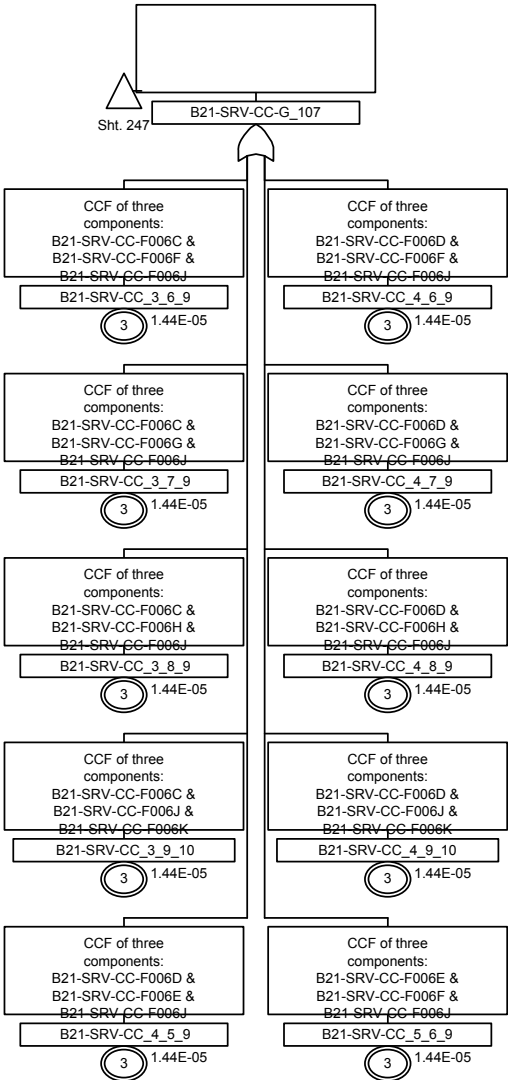 Sht. 247
B21-SRV-CC-G_107
CCF of three
components:
B21-SRV-CC-F006C &
B21-SRV-CC-F006F &
B21-SRV-CC-F006J
B21-SRV-CC_3_6_9
3
1.44E-05
CCF of three
components:
B21-SRV-CC-F006D &
B21-SRV-CC-F006F &
B21-SRV-CC-F006J
B21-SRV-CC_4_6_9
3
1.44E-05
CCF of three
components:
B21-SRV-CC-F006C &
B21-SRV-CC-F006G &
B21-SRV-CC-F006J
B21-SRV-CC_3_7_9
3
1.44E-05
CCF of three
components:
B21-SRV-CC-F006D &
B21-SRV-CC-F006G &
B21-SRV-CC-F006J
B21-SRV-CC_4_7_9
3
1.44E-05
CCF of three
components:
B21-SRV-CC-F006C &
B21-SRV-CC-F006H &
B21-SRV-CC-F006J
B21-SRV-CC_3_8_9
3
1.44E-05
CCF of three
components:
B21-SRV-CC-F006D &
B21-SRV-CC-F006H &
B21-SRV-CC-F006J
B21-SRV-CC_4_8_9
3
1.44E-05
CCF of three
components:
B21-SRV-CC-F006C &
B21-SRV-CC-F006J &
B21-SRV-CC-F006K
B21-SRV-CC_3_9_10
3
1.44E-05
CCF of three
components:
B21-SRV-CC-F006D &
B21-SRV-CC-F006J &
B21-SRV-CC-F006K
B21-SRV-CC_4_9_10
3
1.44E-05
CCF of three
components:
B21-SRV-CC-F006D &
B21-SRV-CC-F006E &
B21-SRV-CC-F006J
B21-SRV-CC_4_5_9
3
1.44E-05
CCF of three
components:
B21-SRV-CC-F006E &
B21-SRV-CC-F006F &
B21-SRV-CC-F006J
B21-SRV-CC_5_6_9
3
1.44E-05